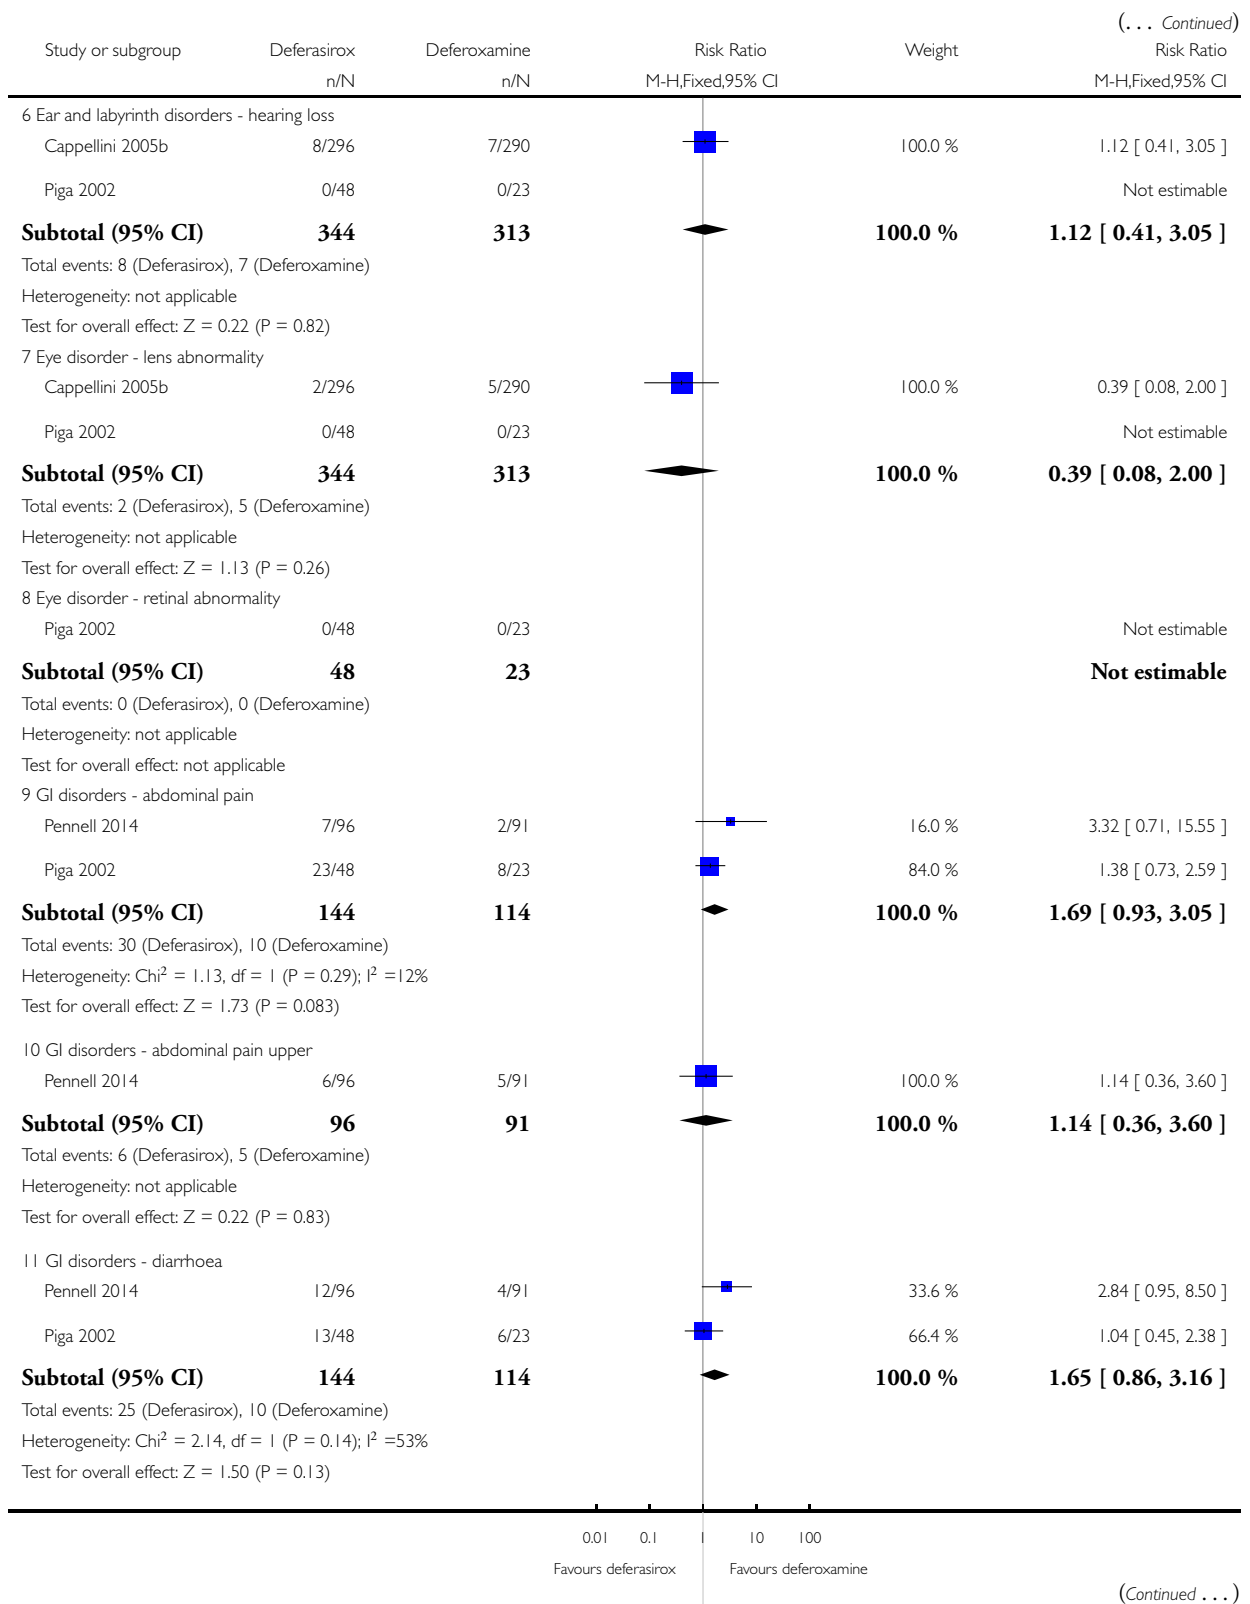 (... Continued)
Study or subgroup Deferasirox Deferoxamine Risk Ratio Weight Risk Ratio
n/N n/N M-H,Fixed,95% CI M-H,Fixed,95% CI
6 Ear and labyrinth disorders - hearing loss
Cappellini 2005b 8/296 7/290 100.0 % 1.12 [ 0.41, 3.05 ]
Piga 2002 0/48 0/23 Not estimable
Subtotal (95% CI) 344 313 100.0 % 1.12 [ 0.41, 3.05 ]
Total events: 8 (Deferasirox), 7 (Deferoxamine)
Heterogeneity: not applicable
Test for overall effect: Z = 0.22 (P = 0.82)
7 Eye disorder - lens abnormality
Cappellini 2005b 2/296 5/290 100.0 % 0.39 [ 0.08, 2.00 ]
Piga 2002 0/48 0/23 Not estimable
Subtotal (95% CI) 344 313 100.0 % 0.39 [ 0.08, 2.00 ]
Total events: 2 (Deferasirox), 5 (Deferoxamine)
Heterogeneity: not applicable
Test for overall effect: Z = 1.13 (P = 0.26)
8 Eye disorder - retinal abnormality
Piga 2002 0/48 0/23 Not estimable
Subtotal (95% CI) 48 23 Not estimable
Total events: 0 (Deferasirox), 0 (Deferoxamine)
Heterogeneity: not applicable
Test for overall effect: not applicable
9 GI disorders - abdominal pain
Pennell 2014 7/96 2/91 16.0 % 3.32 [ 0.71, 15.55 ]
Piga 2002 23/48 8/23 84.0 % 1.38 [ 0.73, 2.59 ]
Subtotal (95% CI) 144 114 100.0 % 1.69 [ 0.93, 3.05 ]
Total events: 30 (Deferasirox), 10 (Deferoxamine)
Heterogeneity: Chi² = 1.13, df = 1 (P = 0.29); I² =12%
Test for overall effect: Z = 1.73 (P = 0.083)
10 GI disorders - abdominal pain upper
Pennell 2014 6/96 5/91 100.0 % 1.14 [ 0.36, 3.60 ]
Subtotal (95% CI) 96 91 100.0 % 1.14 [ 0.36, 3.60 ]
Total events: 6 (Deferasirox), 5 (Deferoxamine)
Heterogeneity: not applicable
Test for overall effect: Z = 0.22 (P = 0.83)
11 GI disorders - diarrhoea
Pennell 2014 12/96 4/91 33.6 % 2.84 [ 0.95, 8.50 ]
Piga 2002 13/48 6/23 66.4 % 1.04 [ 0.45, 2.38 ]
Subtotal (95% CI) 144 114 100.0 % 1.65 [ 0.86, 3.16 ]
Total events: 25 (Deferasirox), 10 (Deferoxamine)
Heterogeneity: Chi² = 2.14, df = 1 (P = 0.14); I² =53%
Test for overall effect: Z = 1.50 (P = 0.13)
0.01 0.1 1 10 100
Favours deferasirox Favours deferoxamine
(Continued ...)